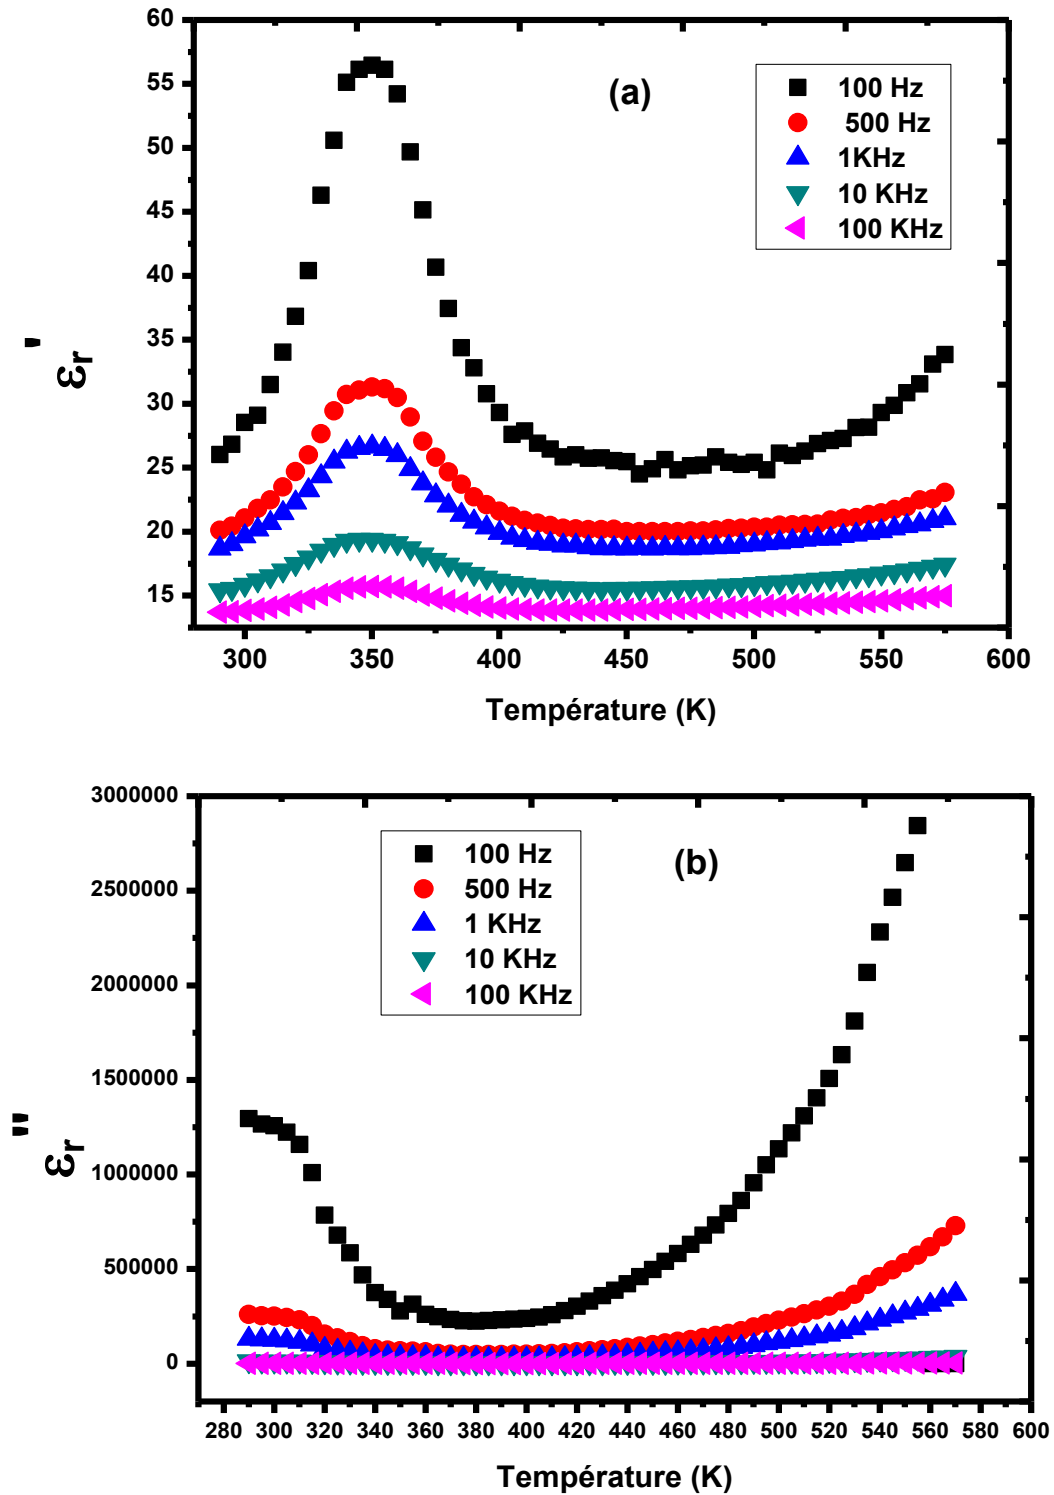 60
55
50
45
40
35
30
25
20
15
εr'
(a)
100 Hz
500 Hz
1KHz
10 KHz
100 KHz
300 350 400 450 500 550 600
Température (K)
3000000
2500000
2000000
1500000
1000000
500000
0
εr"
(b)
100 Hz
500 Hz
1 KHz
10 KHz
100 KHz
280 300 320 340 360 380 400 420 440 460 480 500 520 540 560 580 600
Température (K)